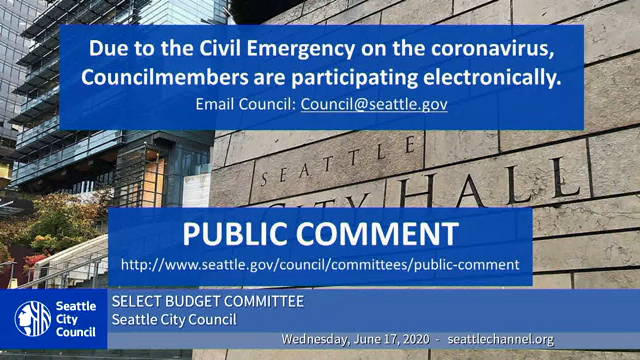 Due to the Civil Emergency on the coronavirus,
Councilmembers are participating electronically.
Email Council: Council@seattle.gov
SEATTLE
CITY HALL
PUBLIC COMMENT
http://www.seattle.gov/council/committees/public-comment
Seattle
City
Council
SELECT BUDGET COMMITTEE
Seattle City Council
Wednesday, June 17, 2020 - seattlechannel.org